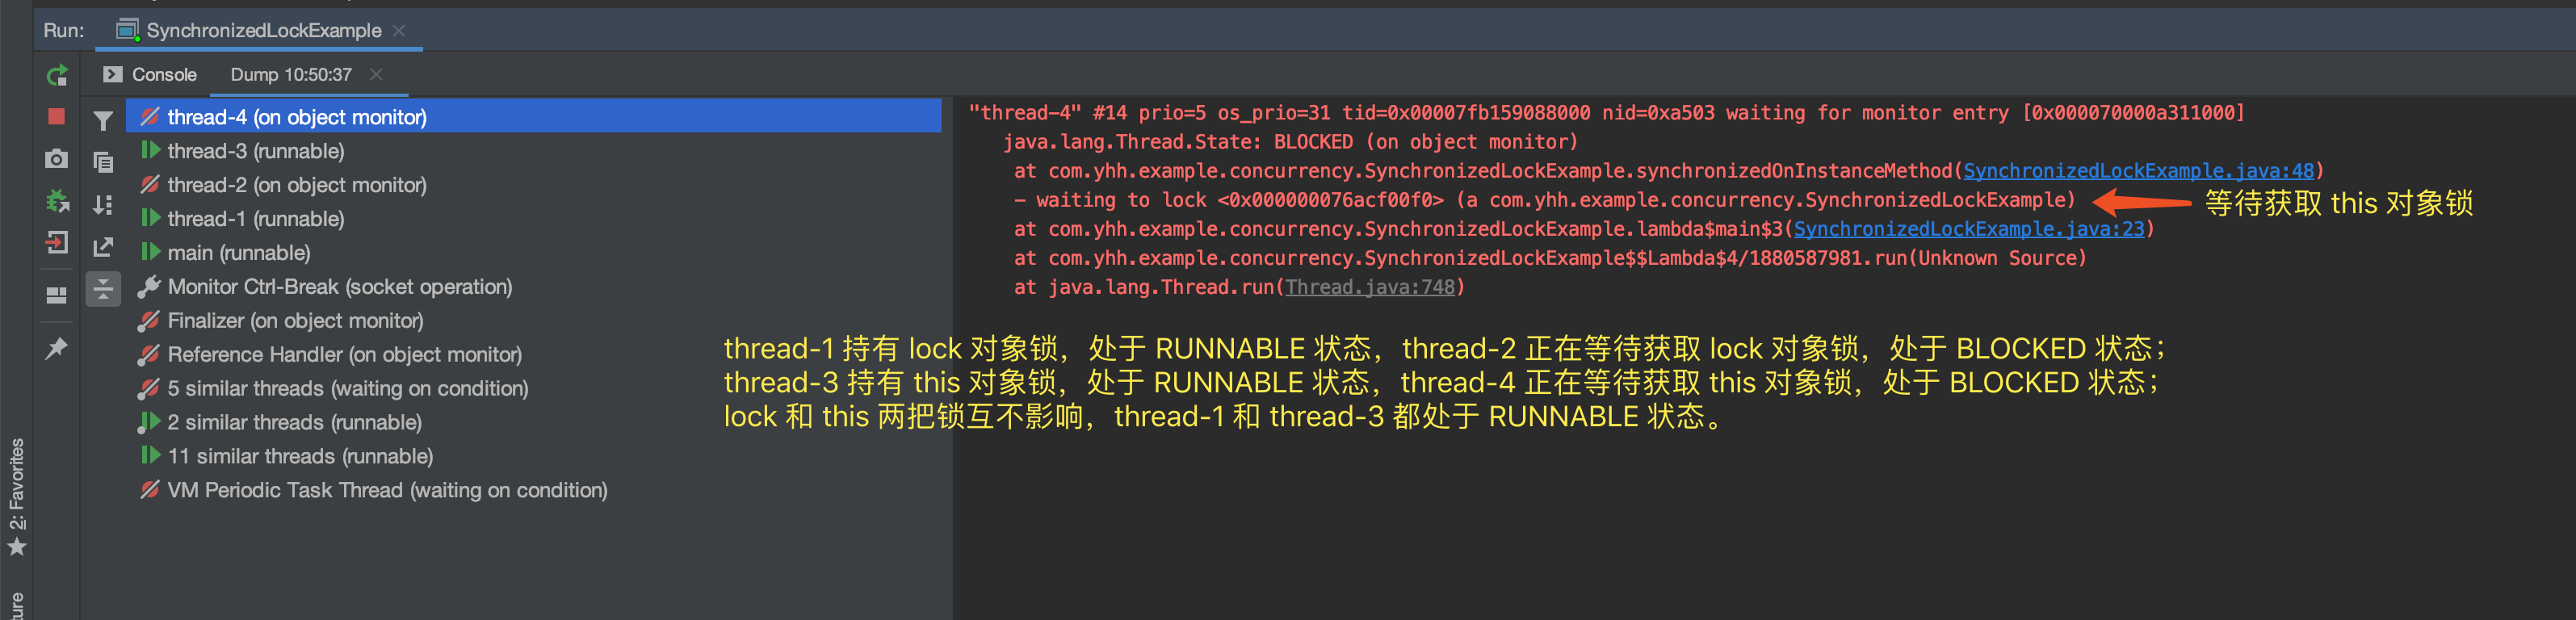 Run: SynchronizedLockExample
Console Dump 10:50:37
thread-4 (on object monitor)
thread-3 (runnable)
thread-2 (on object monitor)
thread-1 (runnable)
main (runnable)
Monitor Ctrl-Break (socket operation)
Finalizer (on object monitor)
Reference Handler (on object monitor)
5 similar threads (waiting on condition)
2 similar threads (runnable)
11 similar threads (runnable)
VM Periodic Task Thread (waiting on condition)
"thread-4" #14 prio=5 os_prio=31 tid=0x00007fb159088000 nid=0xa503 waiting for monitor entry [0x000070000a311000]
java.lang.Thread.State: BLOCKED (on object monitor)
at com.yhh.example.concurrency.SynchronizedLockExample.synchronizedOnInstanceMethod(SynchronizedLockExample.java:48)
- waiting to lock <0x000000076acf00f0> (a com.yhh.example.concurrency.SynchronizedLockExample)
等待获取 this 对象锁
at com.yhh.example.concurrency.SynchronizedLockExample.lambda$main$3(SynchronizedLockExample.java:23)
at com.yhh.example.concurrency.SynchronizedLockExample$$Lambda$4/1880587981.run(Unknown Source)
at java.lang.Thread.run(Thread.java:748)
thread-1 持有 lock 对象锁，处于 RUNNABLE 状态，thread-2 正在等待获取 lock 对象锁，处于 BLOCKED 状态；
thread-3 持有 this 对象锁，处于 RUNNABLE 状态，thread-4 正在等待获取 this 对象锁，处于 BLOCKED 状态；
lock 和 this 两把锁互不影响，thread-1 和 thread-3 都处于 RUNNABLE 状态。
2: Favorites